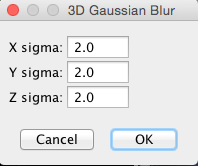 3D Gaussian Blur
X sigma: 2.0
Y sigma: 2.0
Z sigma: 2.0
Cancel OK